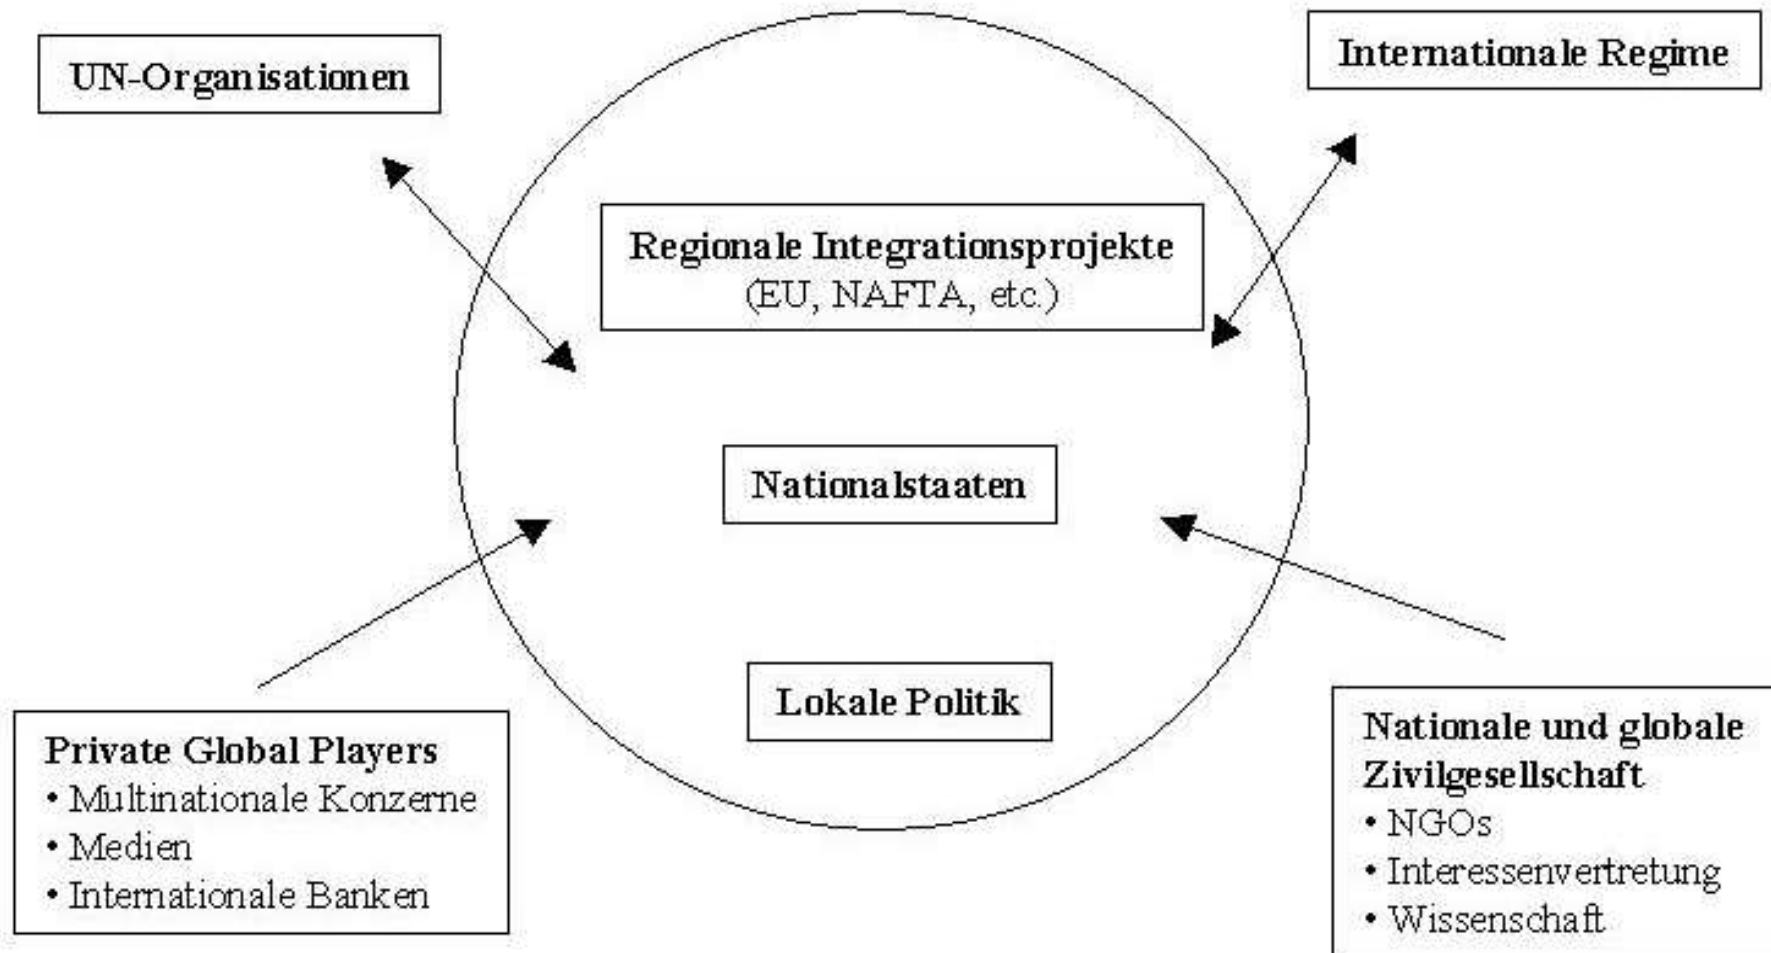 UN-Organisationen
Internationale Regime
Regionale Integrationsprojekte
(EU, NAFTA, etc.)
Nationalstaaten
Lokale Politik
Private Global Players
• Multinationale Konzerne
• Medien
• Internationale Banken
Nationale und globale
Zivilgesellschaft
• NGOs
• Interessenvertretung
• Wissenschaft